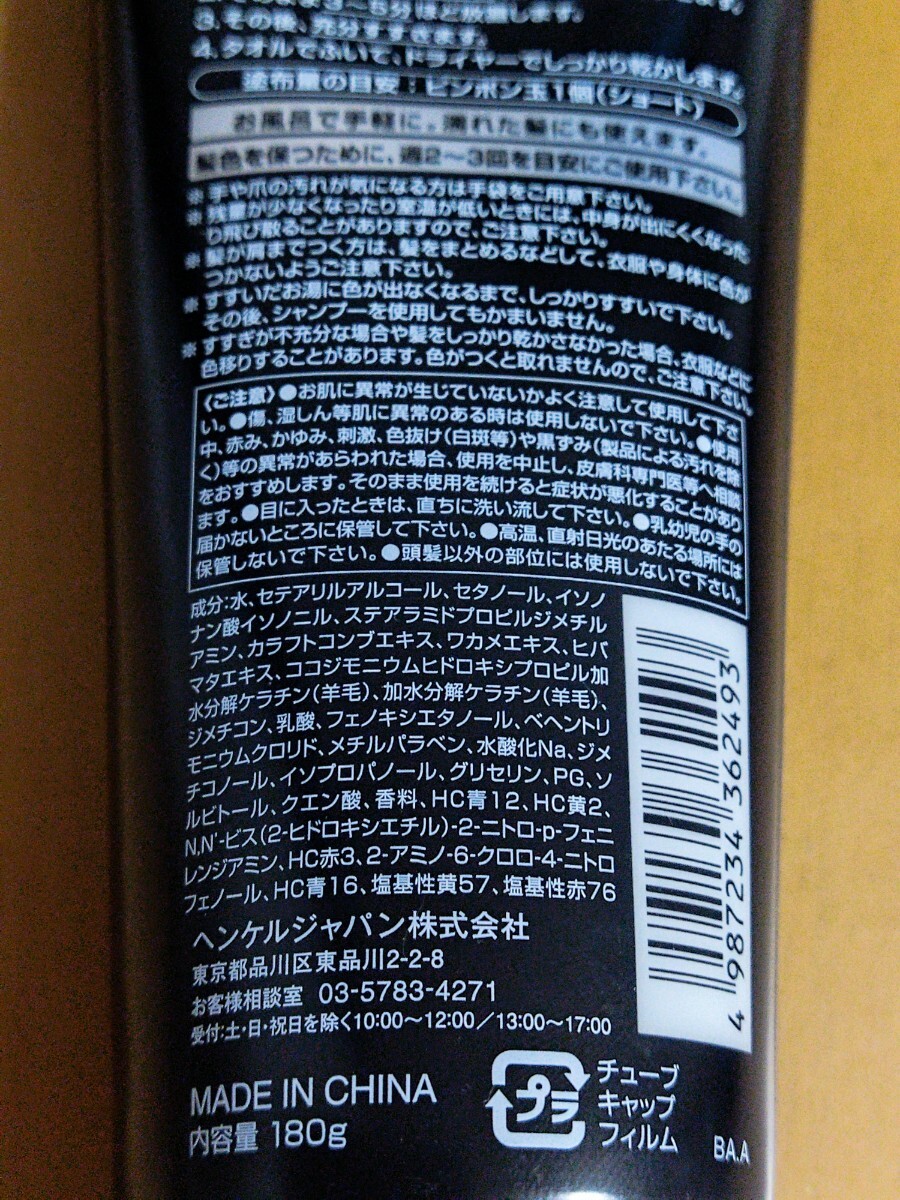 2.そのまま3〜5分ほど放置します。
3.その後、充分すすぎます。
4.タオルでふいて、ドライヤーでしっかり乾かします。
塗布量の目安：ピンポン玉1個(ショート)
お風呂で手軽に。濡れた髪にも使えます。
髪色を保つために、週2〜3回を目安にご使用下さい。
※手や爪の汚れが気になる方は手袋をご用意下さい。
※残量が少なくなったり室温が低いときには、中身が出にくくなった
り飛び散ることがありますので、ご注意下さい。
※髪が肩までつく方は、髪をまとめるなどして、衣服や身体に色が
つかないようご注意下さい。
※すすいだお湯に色が出なくなるまで、しっかりすすいで下さい。
その後、シャンプーを使用してもかまいません。
※すすぎが不充分な場合や髪をしっかり乾かさなかった場合、衣服などに
色移りすることがあります。色がつくと取れませんので、ご注意下さい。
〈ご注意〉●お肌に異常が生じていないかよく注意して使用して下さ
い。●傷、湿しん等肌に異常のある時は使用しないで下さい。●使用
中、赤み、かゆみ、刺激、色抜け(白斑等)や黒ずみ(製品による汚れを除
く)等の異常があらわれた場合、使用を中止し、皮膚科専門医等へ相談
をおすすめします。そのまま使用を続けると症状が悪化することがあり
ます。●目に入ったときは、直ちに洗い流して下さい。●乳幼児の手の
届かないところに保管して下さい。●高温、直射日光のあたる場所には
保管しないで下さい。●頭髪以外の部位には使用しないで下さい。
成分：水、セテアリルアルコール、セタノール、イソノ
ナン酸イソノニル、ステアラミドプロピルジメチル
アミン、カラフトコンブエキス、ワカメエキス、ヒバ
マタエキス、ココジモニウムヒドロキシプロピル加
水分解ケラチン(羊毛)、加水分解ケラチン(羊毛)、
ジメチコン、乳酸、フェノキシエタノール、ベヘントリ
モニウムクロリド、メチルパラベン、水酸化Na、ジメ
チコノール、イソプロパノール、グリセリン、PG、ソ
ルビトール、クエン酸、香料、HC青12、HC黄2、
N,N'-ビス(2-ヒドロキシエチル)-2-ニトロ-p-フェニ
レンジアミン、HC赤3、2-アミノ-6-クロロ-4-ニトロ
フェノール、HC青16、塩基性黄57、塩基性赤76
ヘンケルジャパン株式会社
東京都品川区東品川2-2-8
お客様相談室 03-5783-4271
受付:土・日・祝日を除く10:00〜12:00／13:00〜17:00
4 987234 362493
MADE IN CHINA
内容量 180g
プラ
チューブ
キャップ
フィルム
BA.A